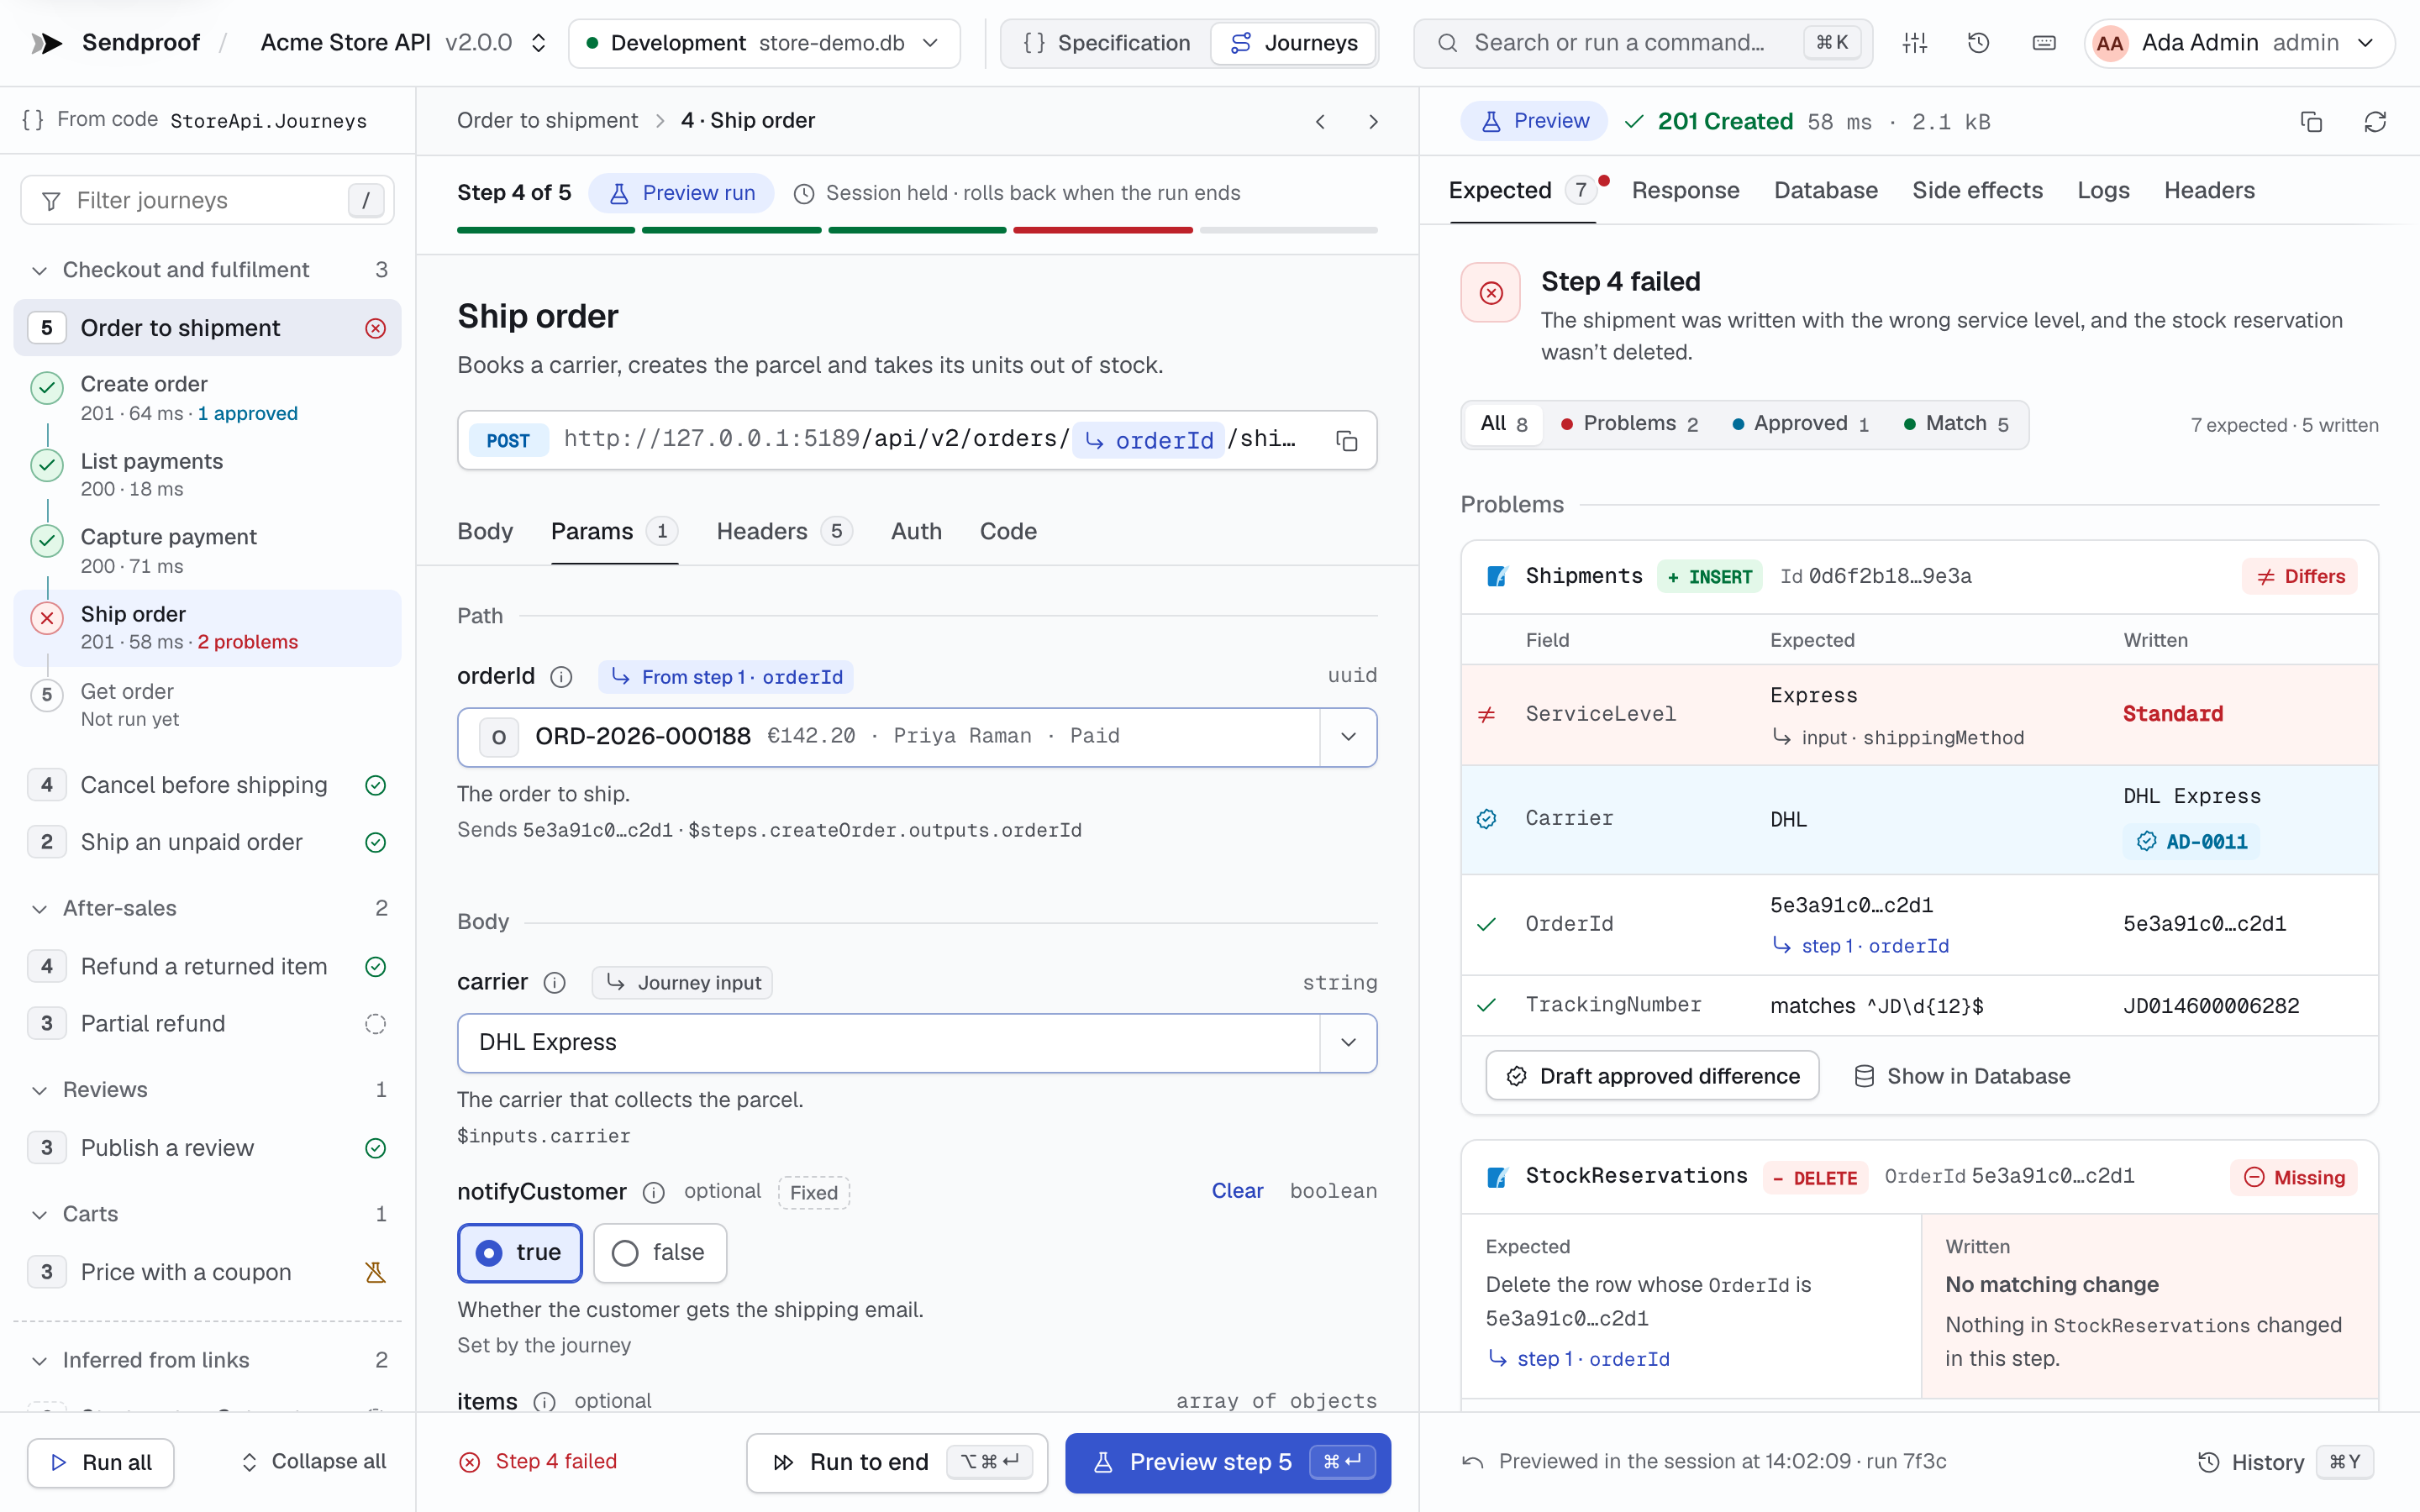 Sendproof / Acme Store API v2.0.0
Development store-demo.db
{ } Specification
Journeys
Search or run a command... ⌘ K
AA Ada Admin admin
{ } From code StoreApi.Journeys
Filter journeys /
Checkout and fulfilment 3
5 Order to shipment
Create order
201 · 64 ms · 1 approved
List payments
200 · 18 ms
Capture payment
200 · 71 ms
Ship order
201 · 58 ms · 2 problems
5 Get order
Not run yet
4 Cancel before shipping
2 Ship an unpaid order
After-sales 2
4 Refund a returned item
3 Partial refund
Reviews 1
3 Publish a review
Carts 1
3 Price with a coupon
Inferred from links 2
Run all
Collapse all
Order to shipment > 4 · Ship order
Step 4 of 5 Preview run Session held · rolls back when the run ends
Ship order
Books a carrier, creates the parcel and takes its units out of stock.
POST http://127.0.0.1:5189/api/v2/orders/ orderId /shi...
Body Params 1 Headers 5 Auth Code
Path
orderId From step 1 · orderId uuid
O ORD-2026-000188 €142.20 · Priya Raman · Paid
The order to ship.
Sends 5e3a91c0…c2d1 · $steps.createOrder.outputs.orderId
Body
carrier Journey input string
DHL Express
The carrier that collects the parcel.
$inputs.carrier
notifyCustomer optional Fixed Clear boolean
true false
Whether the customer gets the shipping email.
Set by the journey
items optional array of objects
Step 4 failed
Run to end ⌥⌘↵
Preview step 5 ⌘↵
Preview 201 Created 58 ms · 2.1 kB
Expected 7 Response Database Side effects Logs Headers
Step 4 failed
The shipment was written with the wrong service level, and the stock reservation
wasn’t deleted.
All 8 Problems 2 Approved 1 Match 5
7 expected · 5 written
Problems
Shipments + INSERT Id 0d6f2b18…9e3a ≠ Differs
Field Expected Written
≠ ServiceLevel Express Standard
input · shippingMethod
Carrier DHL DHL Express
AD-0011
OrderId 5e3a91c0…c2d1 5e3a91c0…c2d1
step 1 · orderId
TrackingNumber matches ^JD\d{12}$ JD014600006282
Draft approved difference
Show in Database
StockReservations − DELETE OrderId 5e3a91c0…c2d1 Missing
Expected
Delete the row whose OrderId is
5e3a91c0…c2d1
step 1 · orderId
Written
No matching change
Nothing in StockReservations changed
in this step.
Previewed in the session at 14:02:09 · run 7f3c
History ⌘Y